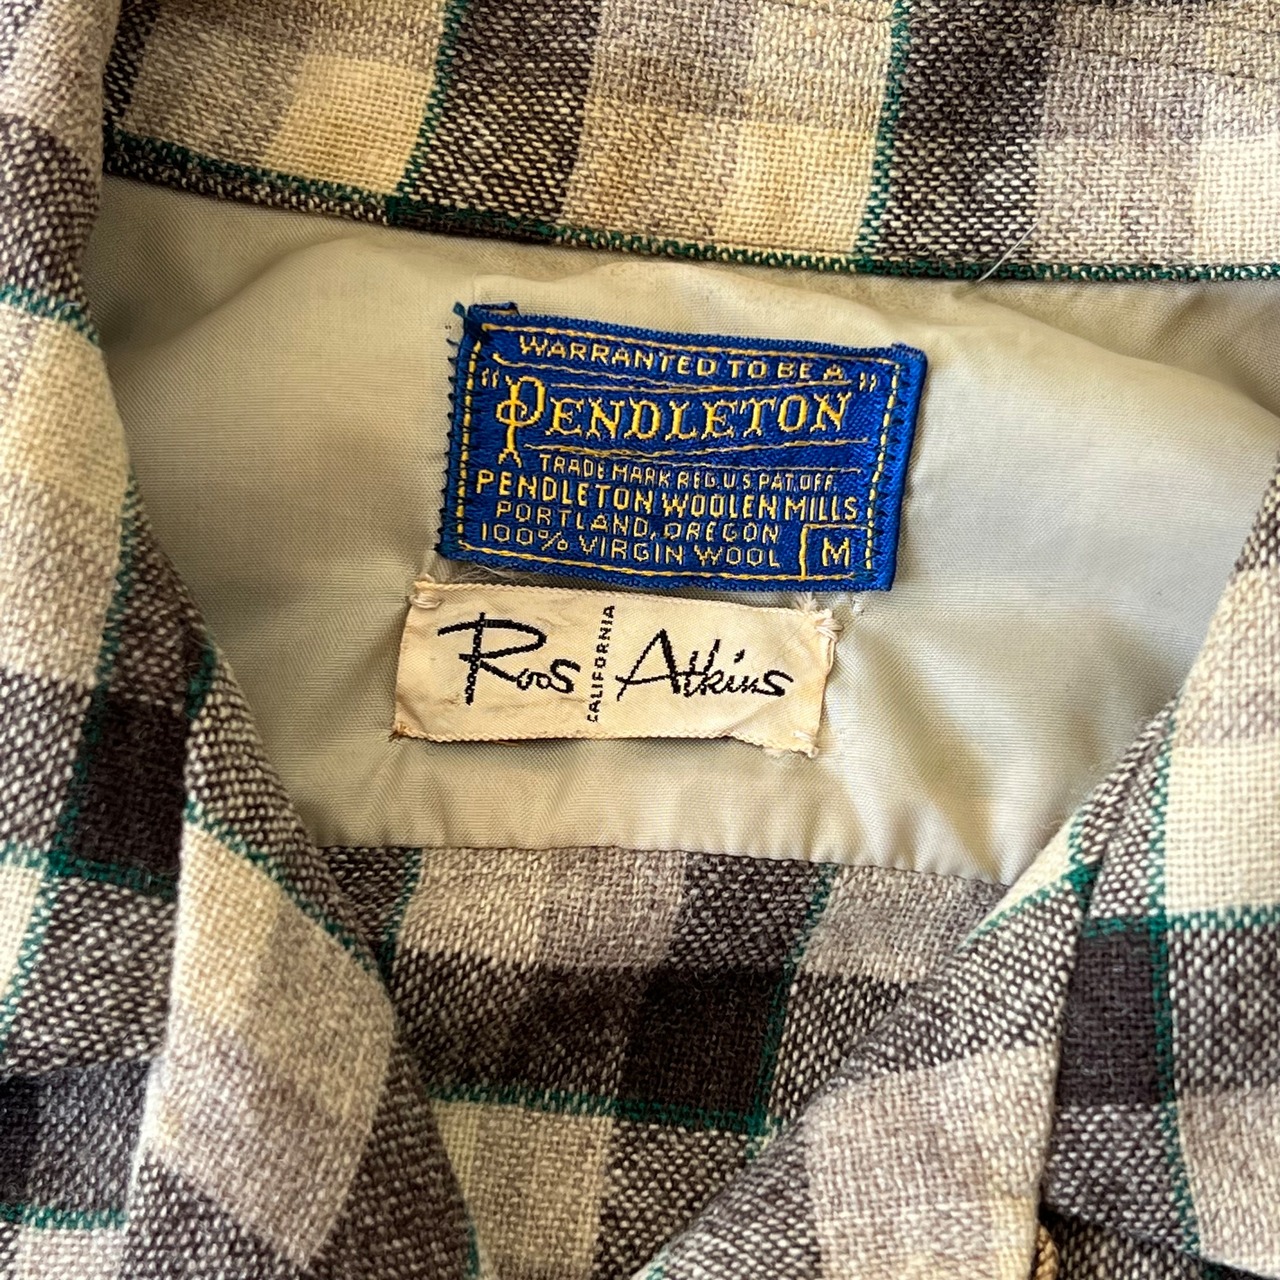 WARRANTED TO BE A
"PENDLETON"
TRADE MARK REG. U.S. PAT. OFF.
PENDLETON WOOLEN MILLS
PORTLAND, OREGON
100% VIRGIN WOOL
M
Roos CALIFORNIA Atkins